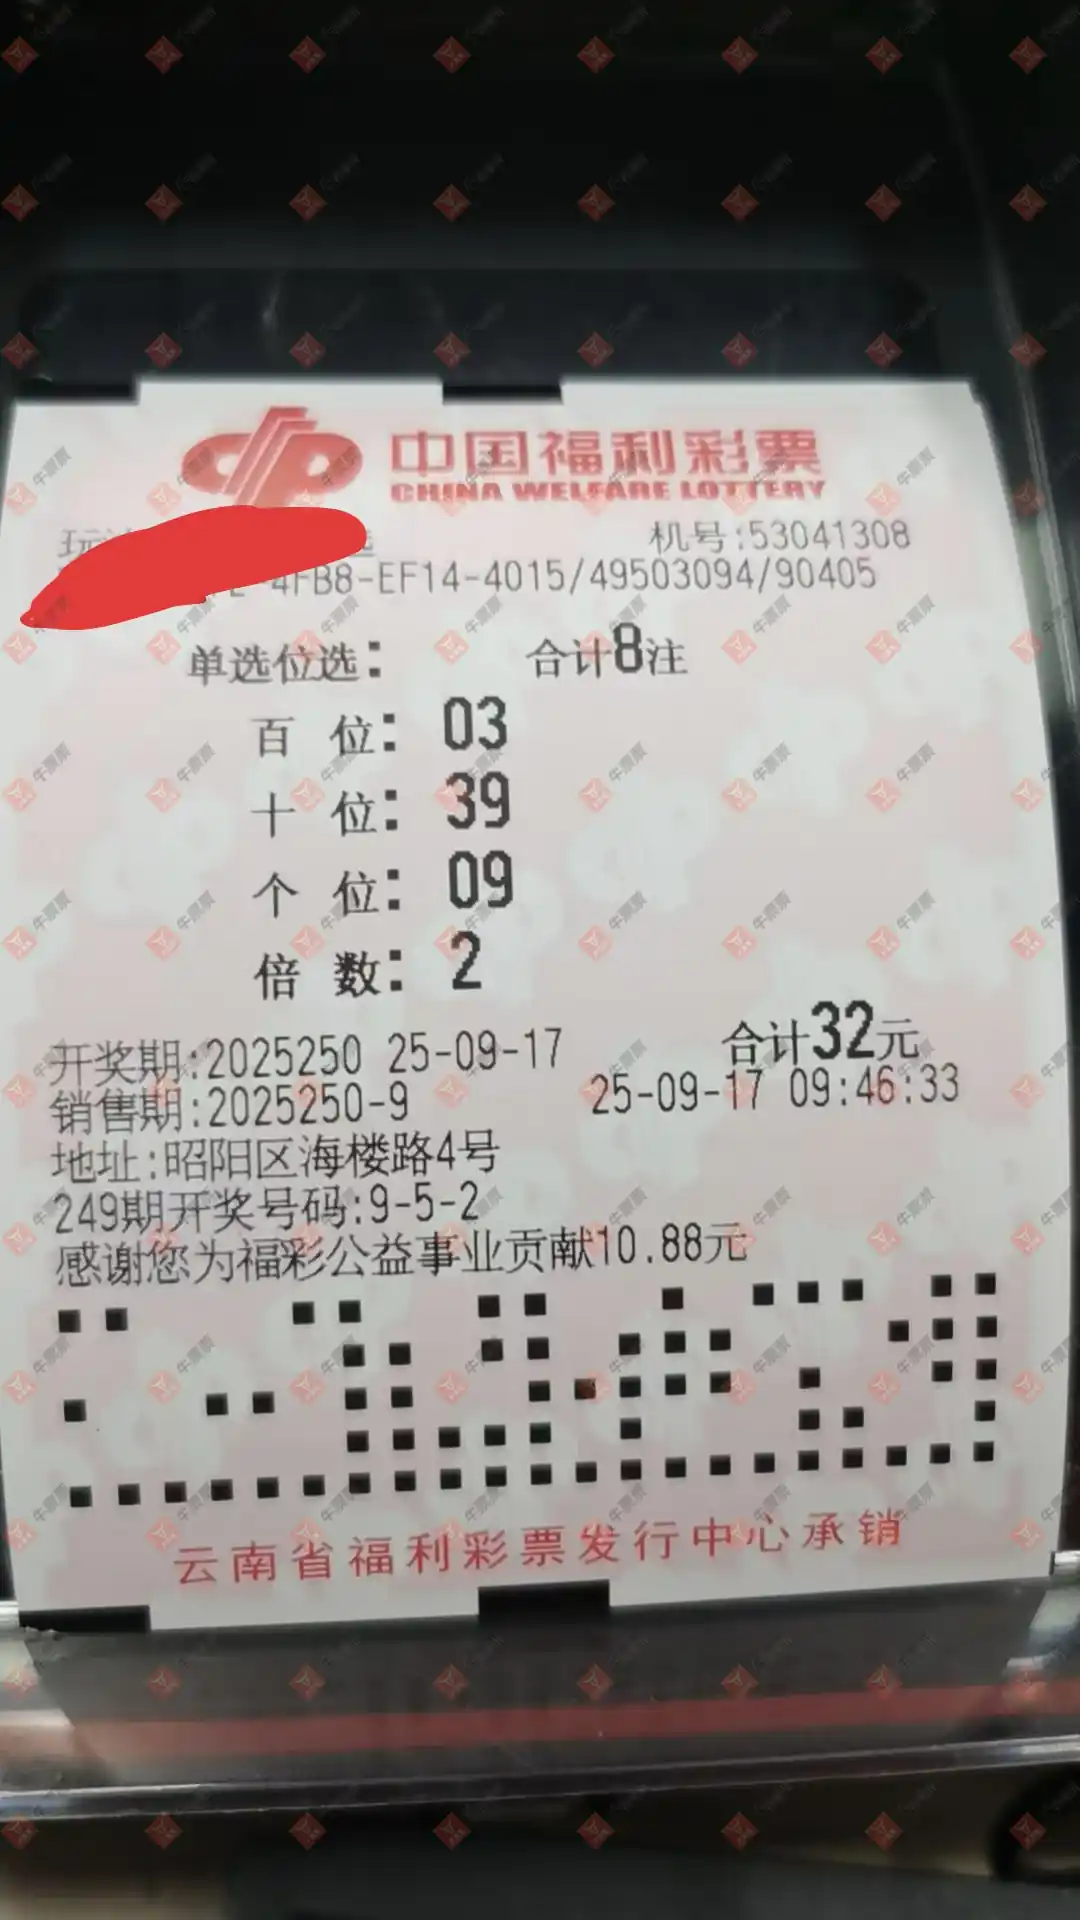 中国福利彩票
CHINA WELFARE LOTTERY
机号:53041308
4FB8-EF14-4015/49503094/90405
单选位选: 合计8注
百 位: 03
十 位: 39
个 位: 09
倍 数: 2
合计32元
开奖期:2025250 25-09-17
销售期:2025250-9 25-09-17 09:46:33
地址:昭阳区海楼路4号
249期开奖号码:9-5-2
感谢您为福彩公益事业贡献10.88元
云南省福利彩票发行中心承销
牛票票